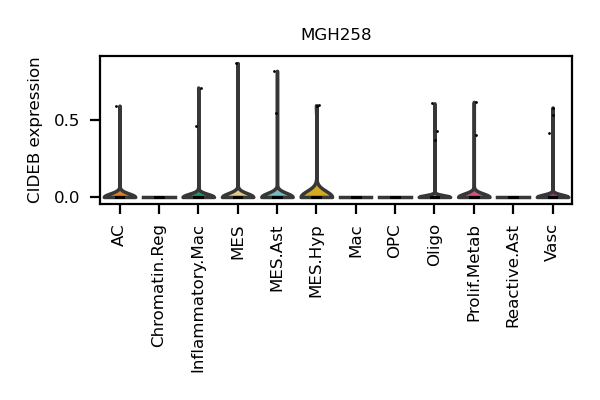 MGH258
CIDEB expression
0.5
0.0
AC
Chromatin.Reg
Inflammatory.Mac
MES
MES.Ast
MES.Hyp
Mac
OPC
Oligo
Prolif.Metab
Reactive.Ast
Vasc